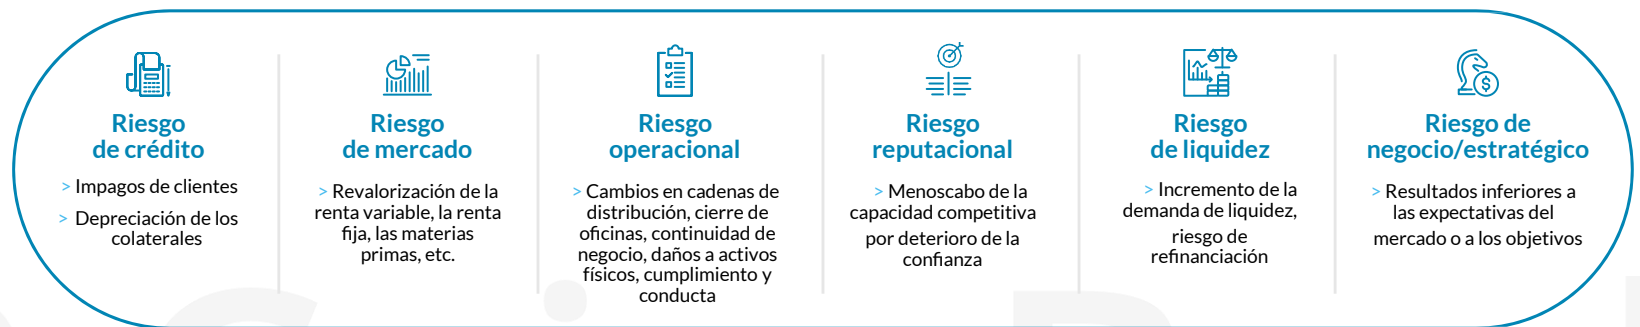 Riesgo
de crédito
> Impagos de clientes
> Depreciación de los
colaterales
Riesgo
de mercado
> Revalorización de la
renta variable, la renta
fija, las materias
primas, etc.
Riesgo
operacional
> Cambios en cadenas de
distribución, cierre de
oficinas, continuidad de
negocio, daños a activos
físicos, cumplimiento y
conducta
Riesgo
reputacional
> Menoscabo de la
capacidad competitiva
por deterioro de la
confianza
Riesgo
de liquidez
> Incremento de la
demanda de liquidez,
riesgo de
refinanciación
Riesgo de
negocio/estratégico
> Resultados inferiores a
las expectativas del
mercado o a los objetivos